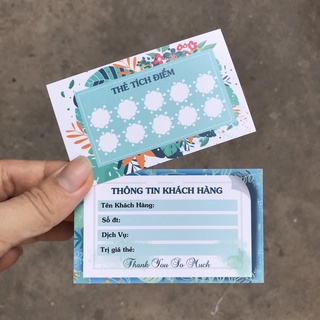 THẺ TÍCH ĐIỂM
THÔNG TIN KHÁCH HÀNG
Tên Khách Hàng:
Số đt:
Dịch Vụ:
Trị giá thẻ:
Thank You So Much